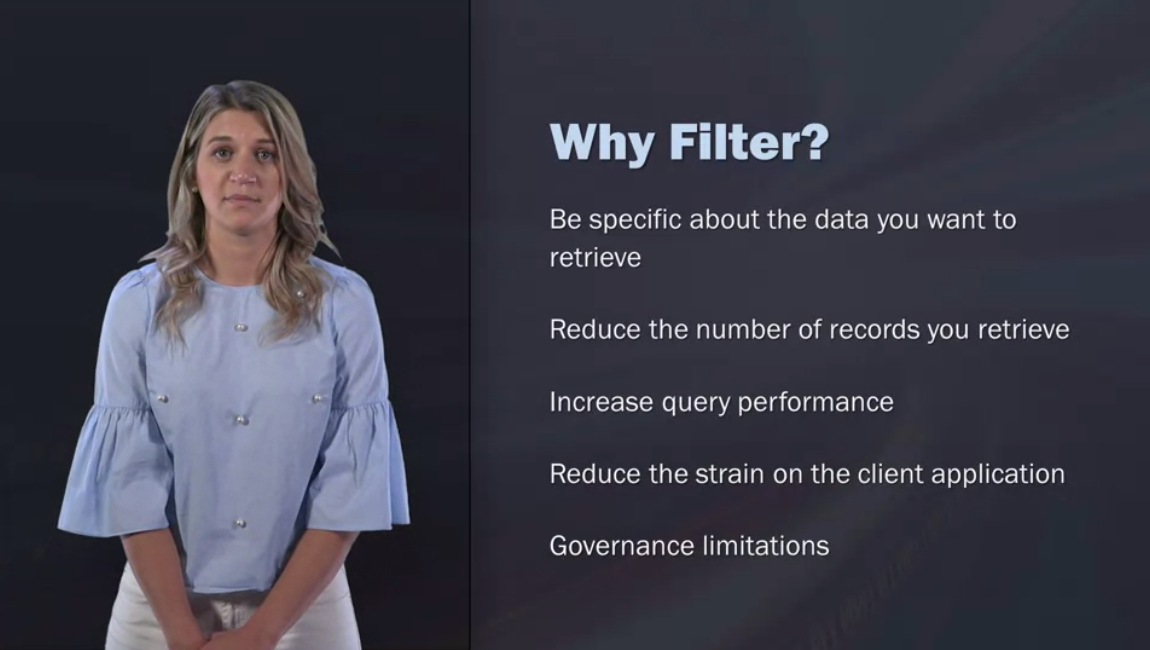 Why Filter?
Be specific about the data you want to
retrieve
Reduce the number of records you retrieve
Increase query performance
Reduce the strain on the client application
Governance limitations